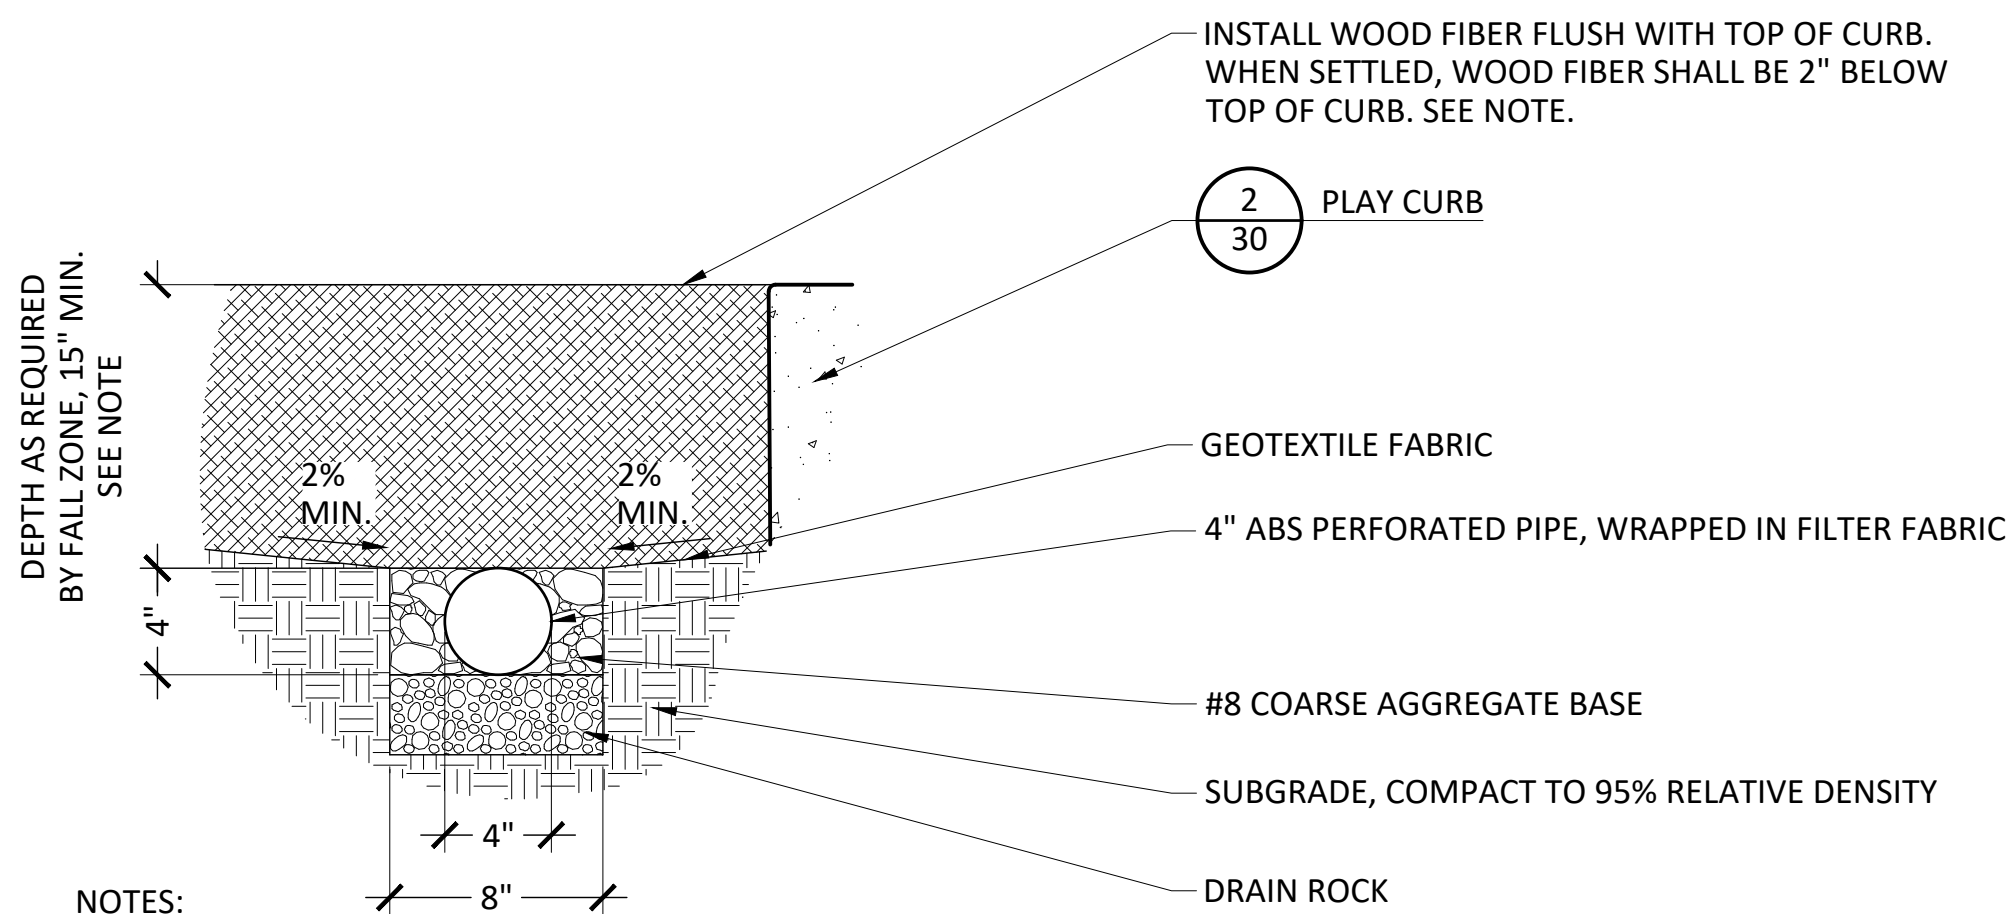 INSTALL WOOD FIBER FLUSH WITH TOP OF CURB.
WHEN SETTLED, WOOD FIBER SHALL BE 2" BELOW
TOP OF CURB. SEE NOTE.
2
30
PLAY CURB
DEPTH AS REQUIRED
BY FALL ZONE, 15" MIN.
SEE NOTE
GEOTEXTILE FABRIC
2%
MIN.
2%
MIN.
4" ABS PERFORATED PIPE, WRAPPED IN FILTER FABRIC
4"
#8 COARSE AGGREGATE BASE
SUBGRADE, COMPACT TO 95% RELATIVE DENSITY
4"
DRAIN ROCK
8"
NOTES: